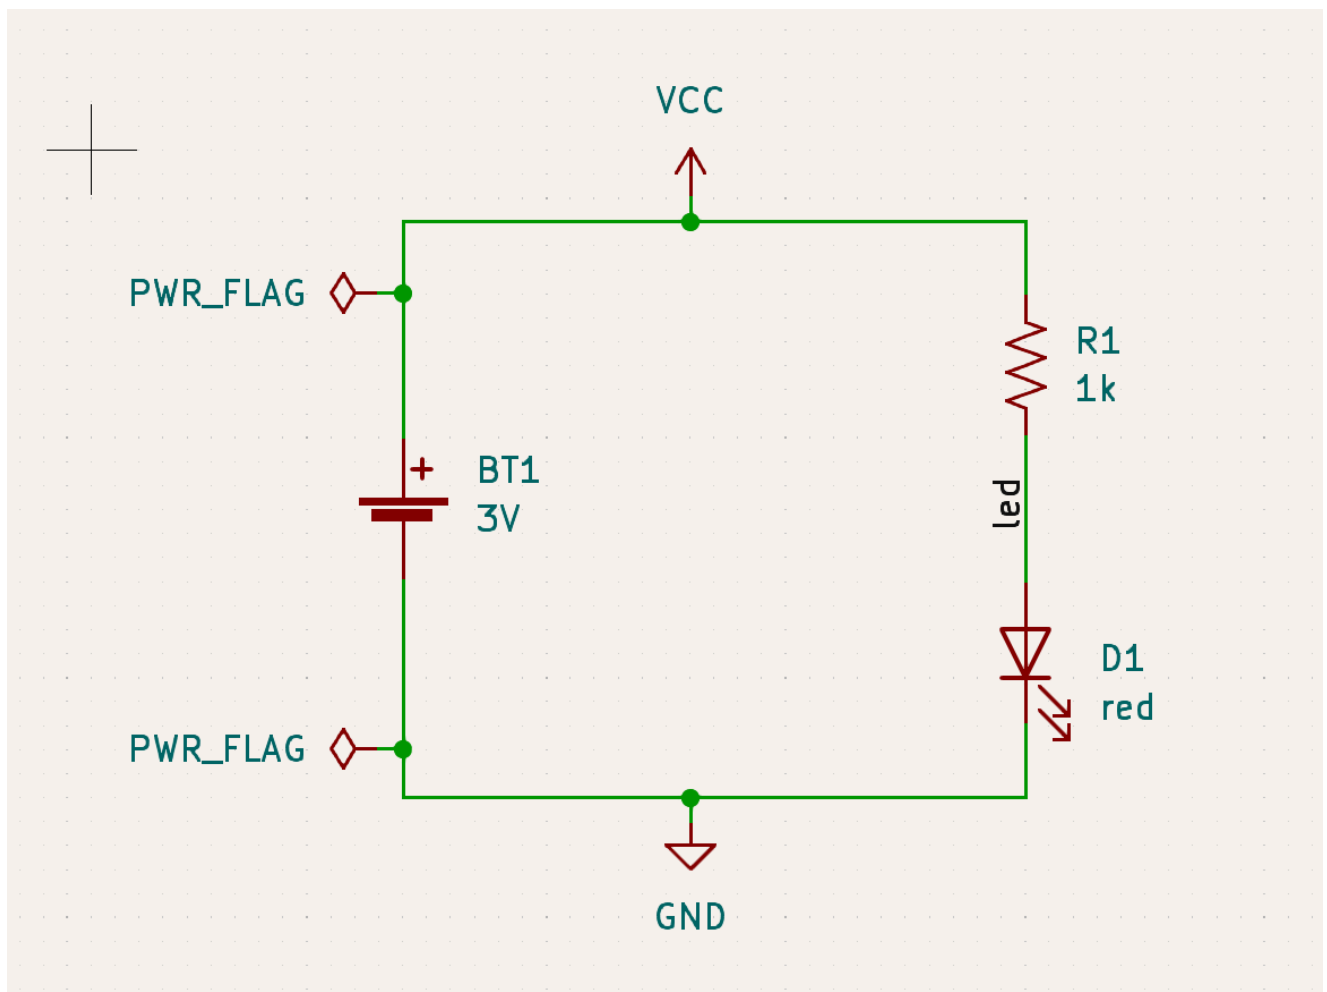 VCC
PWR_FLAG
R1
1k
BT1
3V
led
D1
red
PWR_FLAG
GND